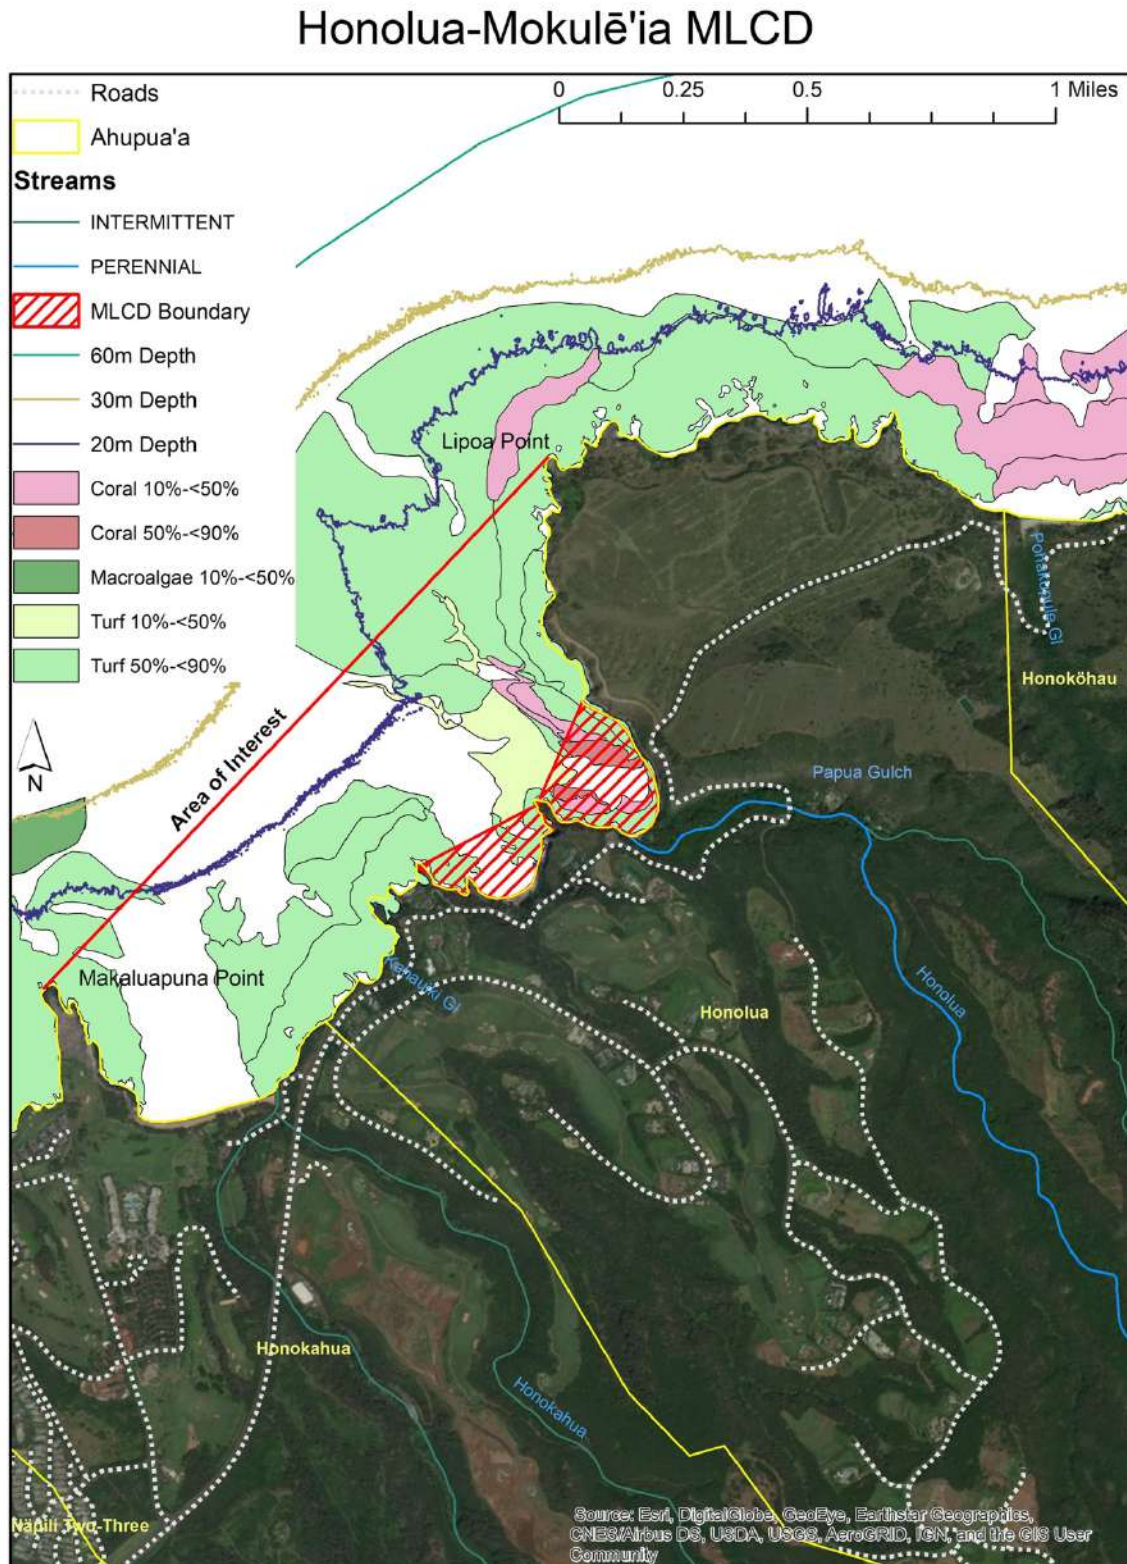 Honolua-Mokulē'ia MLCD
Roads
Ahupua'a
Streams
INTERMITTENT
PERENNIAL
MLCD Boundary
60m Depth
30m Depth
20m Depth
Coral 10%-<50%
Coral 50%-<90%
Macroalgae 10%-<50%
Turf 10%-<50%
Turf 50%-<90%
N
0 0.25 0.5 1 Miles
Lipoa Point
Area of Interest
Makaluapuna Point
Honoköhau
Papua Gulch
Honolua
Honolua
Honokahua
Honokahua
Näpili Two-Three
Source: Esri, DigitalGlobe, GeoEye, Earthstar Geographics,
CNES/Airbus DS, USDA, USGS, AeroGRID, IGN, and the GIS User
Community